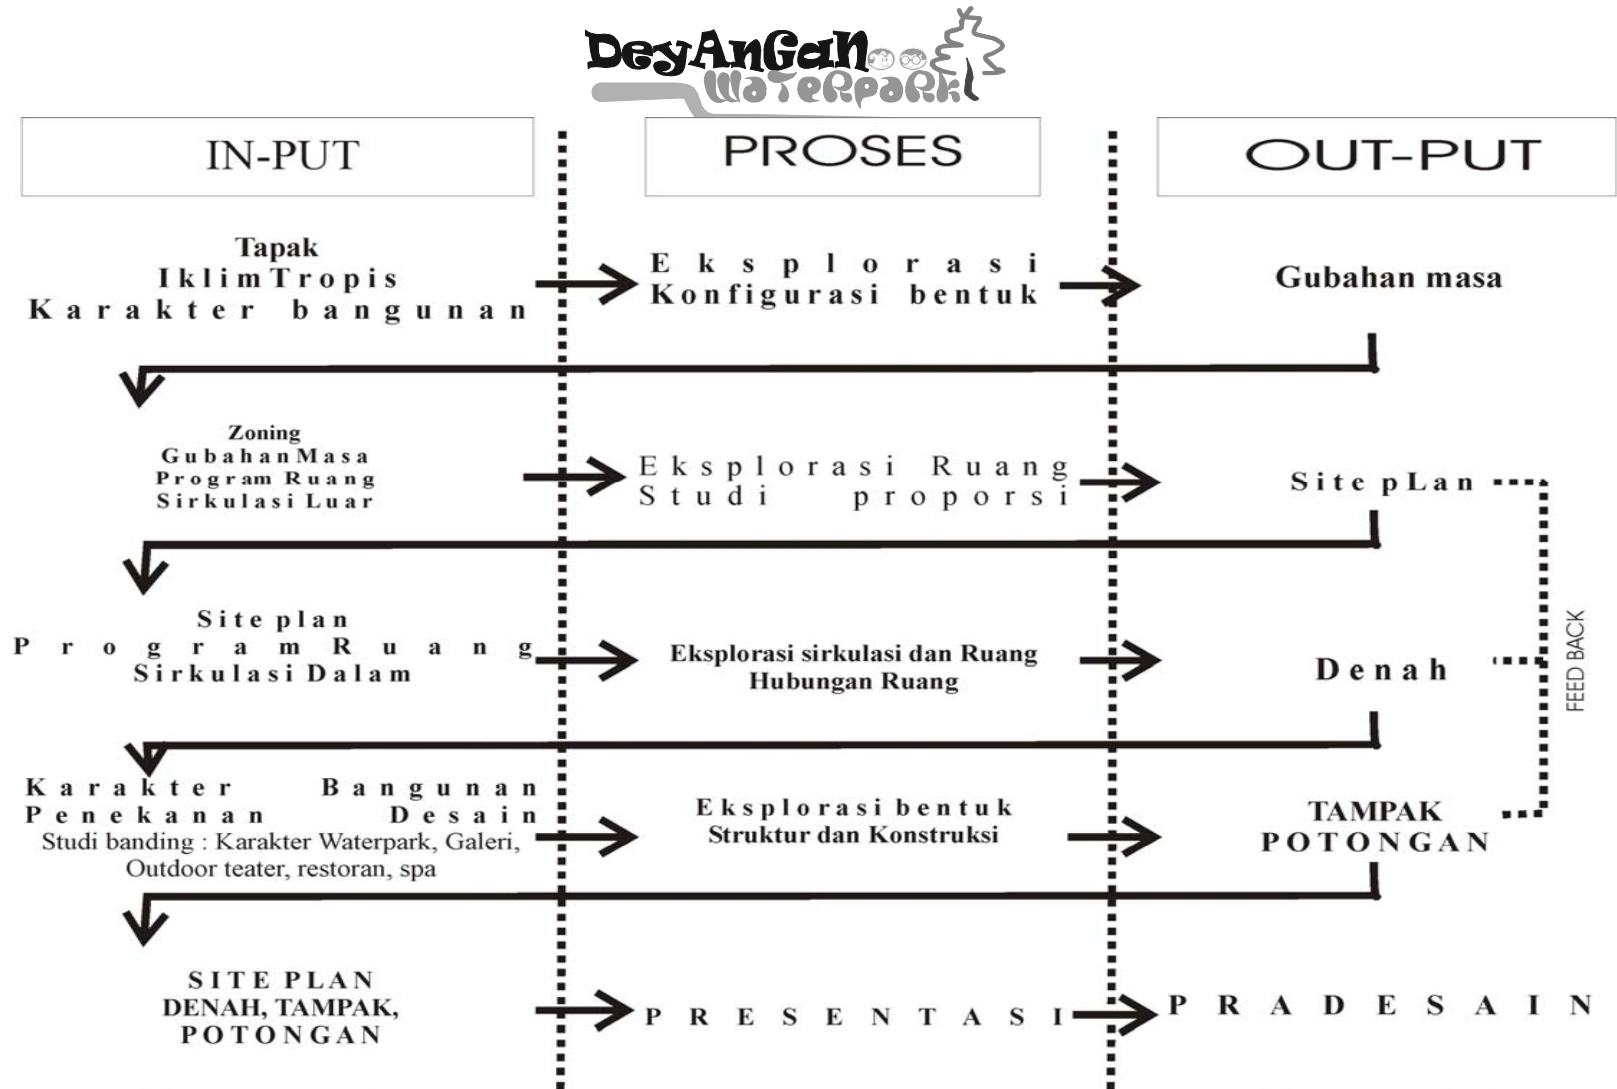 DeyAnGan
WaTeRpaRk
IN-PUT
PROSES
OUT-PUT
Tapak
Iklim Tropis
Karakter bangunan
Eksplorasi
Konfigurasi bentuk
Gubahan masa
Zoning
Gubahan Masa
Program Ruang
Sirkulasi Luar
Eksplorasi Ruang
Studi proporsi
Site pLan
Site plan
Program Ruang
Sirkulasi Dalam
Eksplorasi sirkulasi dan Ruang
Hubungan Ruang
Denah
FEED BACK
Karakter Bangunan
Penekanan Desain
Studi banding : Karakter Waterpark, Galeri,
Outdoor teater, restoran, spa
Eksplorasi bentuk
Struktur dan Konstruksi
TAMPAK
POTONGAN
SITE PLAN
DENAH, TAMPAK,
POTONGAN
PRESENTASI
PRADESAIN